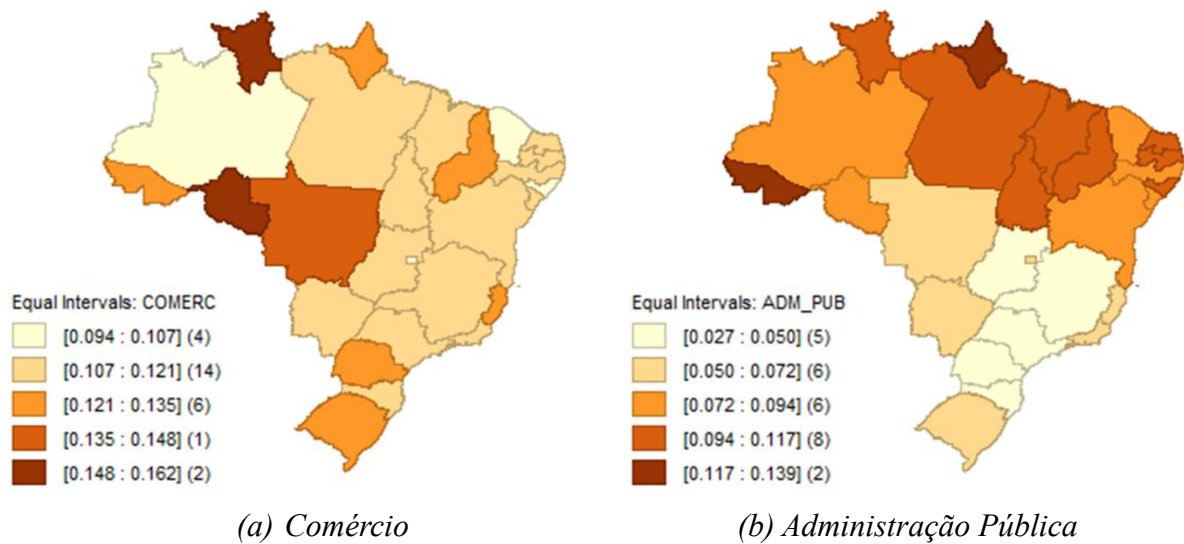 Equal Intervals: COMERC
[0.094 : 0.107] (4)
[0.107 : 0.121] (14)
[0.121 : 0.135] (6)
[0.135 : 0.148] (1)
[0.148 : 0.162] (2)
(a) Comércio
Equal Intervals: ADM_PUB
[0.027 : 0.050] (5)
[0.050 : 0.072] (6)
[0.072 : 0.094] (6)
[0.094 : 0.117] (8)
[0.117 : 0.139] (2)
(b) Administração Pública